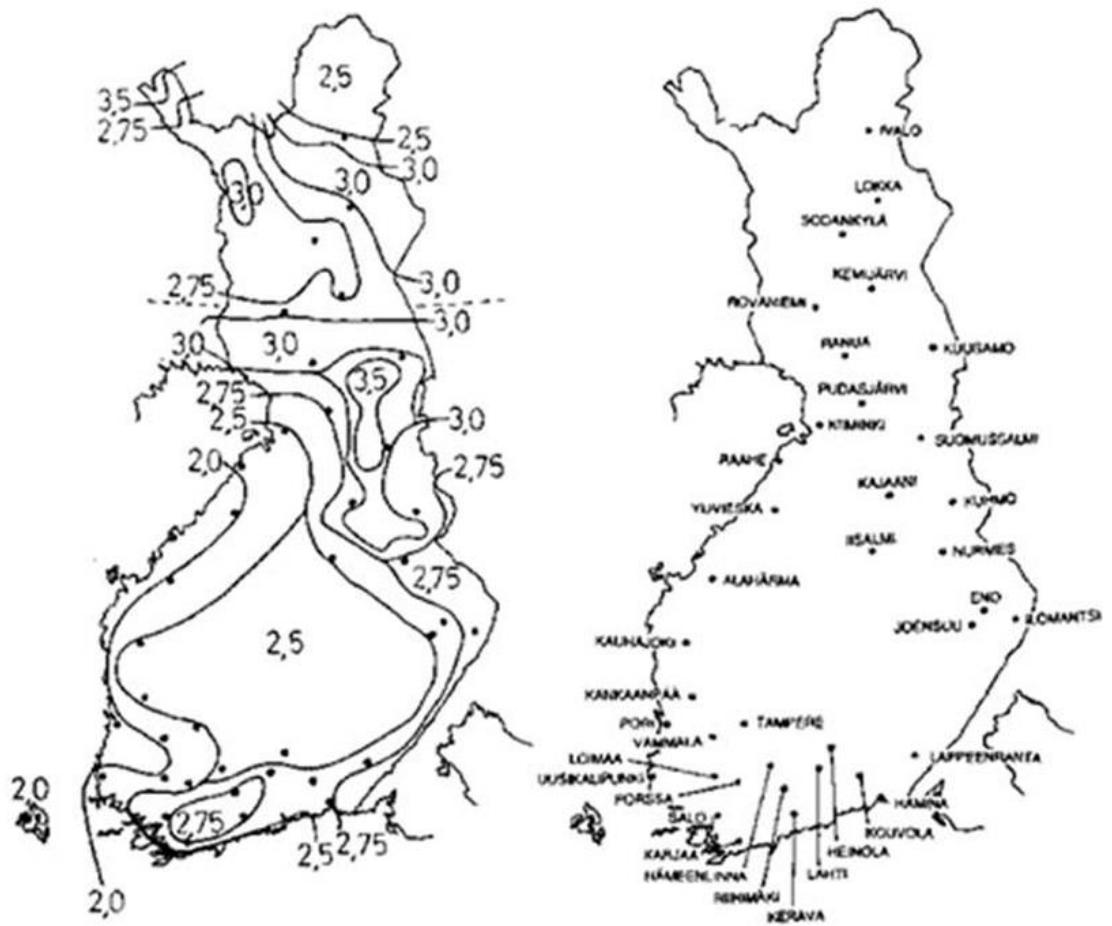 2,5
3,5
2,75
2,5
3,0
3,0
3,0
2,75
3,0
3,0
3,0
3,0
3,5
2,75
2,5
3,0
2,0
2,75
2,75
2,5
2,0
2,75
2,5
2,75
2,0
IVALO
LOKKA
SODANKYLÄ
KEMIJÄRVI
ROVANIEMI
RANUA
KUUSAMO
PUDASJÄRVI
KIIMINKI
SUOMUSSALMI
RAAHE
KAJAANI
YLIVIESKA
KUHMO
IISALMI
NURMES
ALAHÄRMÄ
ENO
JOENSUU
ILOMANTSI
KAUHAJOKI
KANKAANPÄÄ
PORI
TAMPERE
VAMMALA
LOIMAA
LAPPEENRANTA
UUSIKAUPUNKI
FORSSA
HAMINA
SALO
KOUVOLA
KARJAA
HEINOLA
HÄMEENLINNA
LAHTI
RIIHIMÄKI
KERAVA